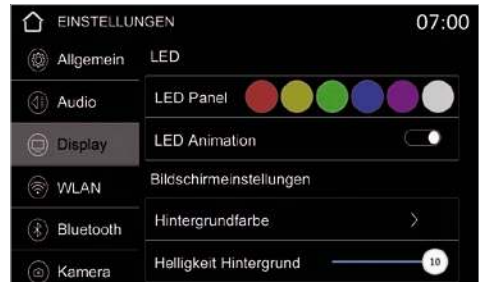 EINSTELLUNGEN 07:00
Allgemein
Audio
Display
WLAN
Bluetooth
Kamera
LED
LED Panel
LED Animation
Bildschirmeinstellungen
Hintergrundfarbe
Helligkeit Hintergrund 10